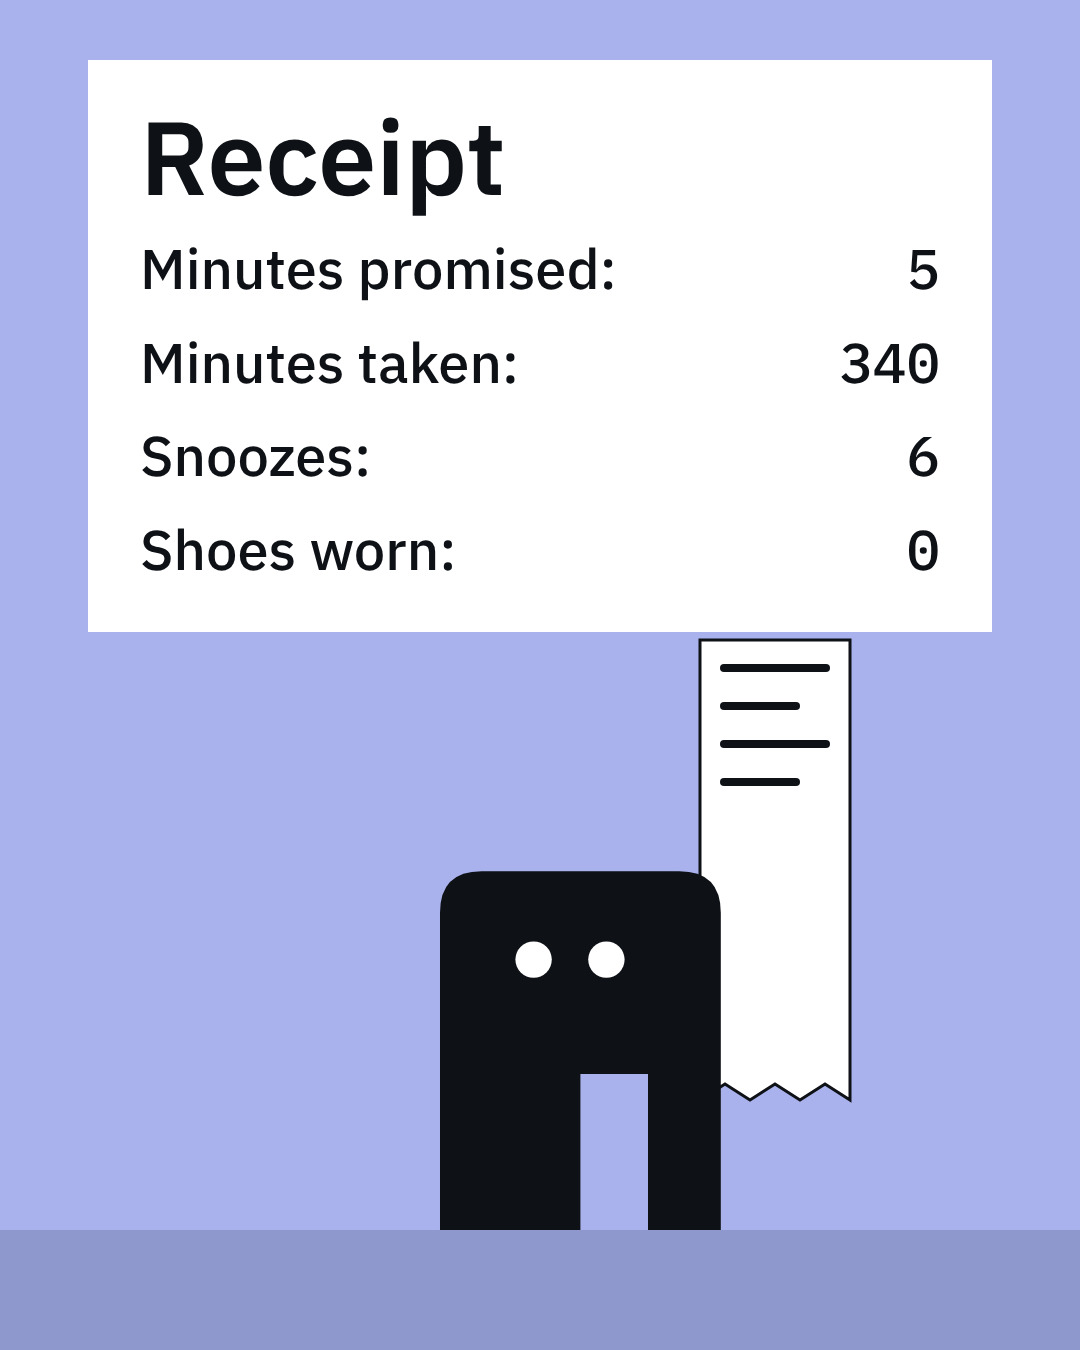 Receipt
Minutes promised: 5
Minutes taken: 340
Snoozes: 6
Shoes worn: 0